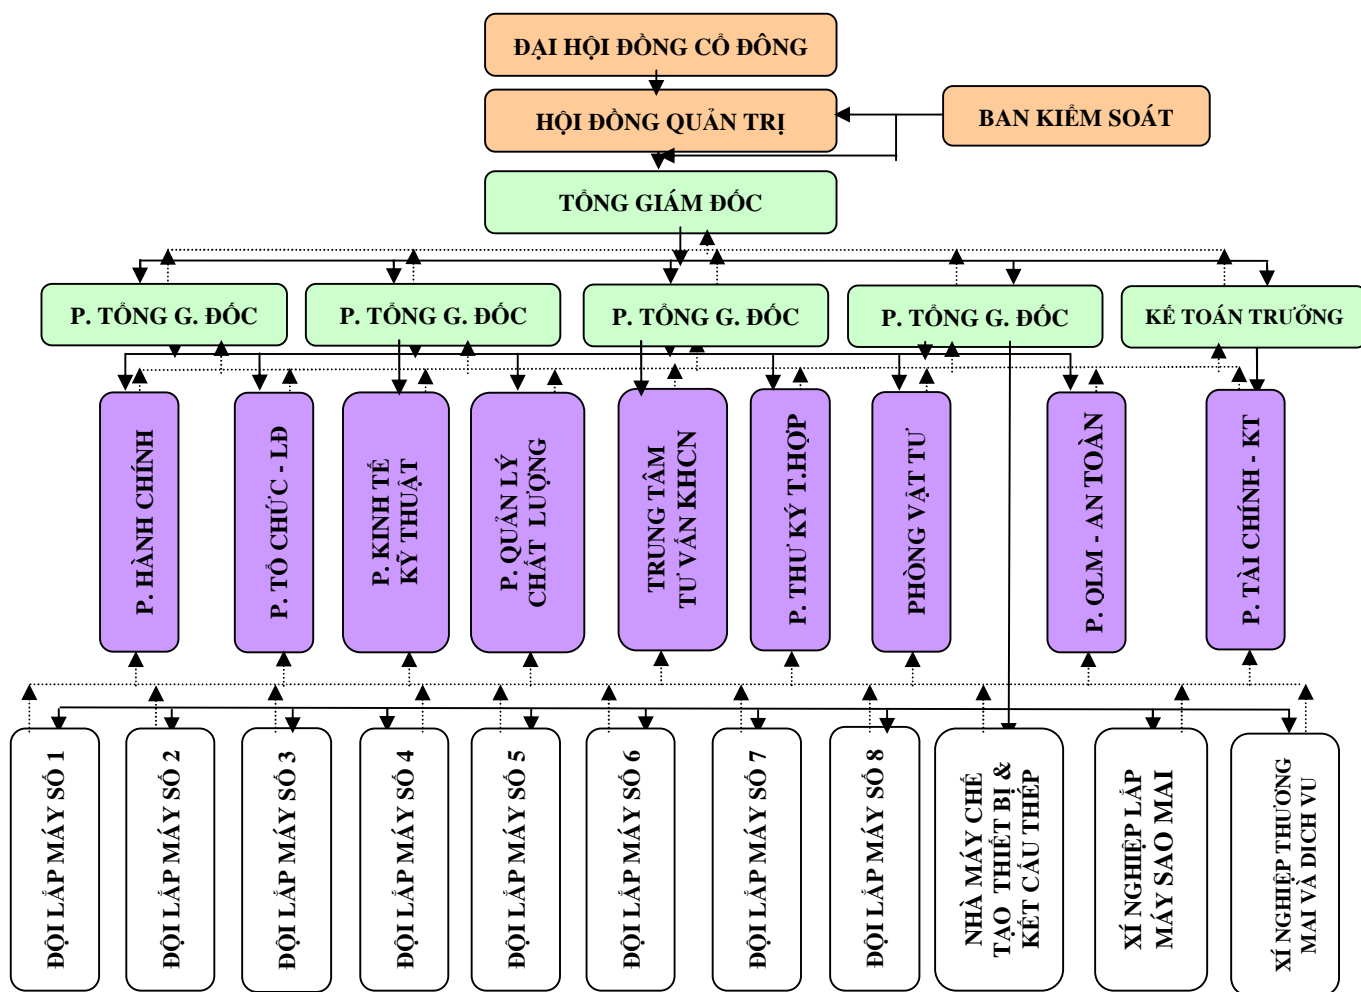 ĐẠI HỘI ĐỒNG CỔ ĐÔNG
HỘI ĐỒNG QUẢN TRỊ
BAN KIỂM SOÁT
TỔNG GIÁM ĐỐC
P. TỔNG G. ĐỐC
P. TỔNG G. ĐỐC
P. TỔNG G. ĐỐC
P. TỔNG G. ĐỐC
KẾ TOÁN TRƯỞNG
P. HÀNH CHÍNH
P. TỔ CHỨC - LĐ
P. KINH TẾ
KỸ THUẬT
P. QUẢN LÝ
CHẤT LƯỢNG
TRUNG TÂM
TƯ VẤN KHCN
P. THƯ KÝ T.HỢP
PHÒNG VẬT TƯ
P. QLM - AN TOÀN
P. TÀI CHÍNH - KT
ĐỘI LẮP MÁY SỐ 1
ĐỘI LẮP MÁY SỐ 2
ĐỘI LẮP MÁY SỐ 3
ĐỘI LẮP MÁY SỐ 4
ĐỘI LẮP MÁY SỐ 5
ĐỘI LẮP MÁY SỐ 6
ĐỘI LẮP MÁY SỐ 7
ĐỘI LẮP MÁY SỐ 8
NHÀ MÁY CHẾ
TẠO THIẾT BỊ &
KẾT CẤU THÉP
XÍ NGHIỆP LẮP
MÁY SAO MAI
XÍ NGHIỆP THƯƠNG
MAI VÀ DICH VU